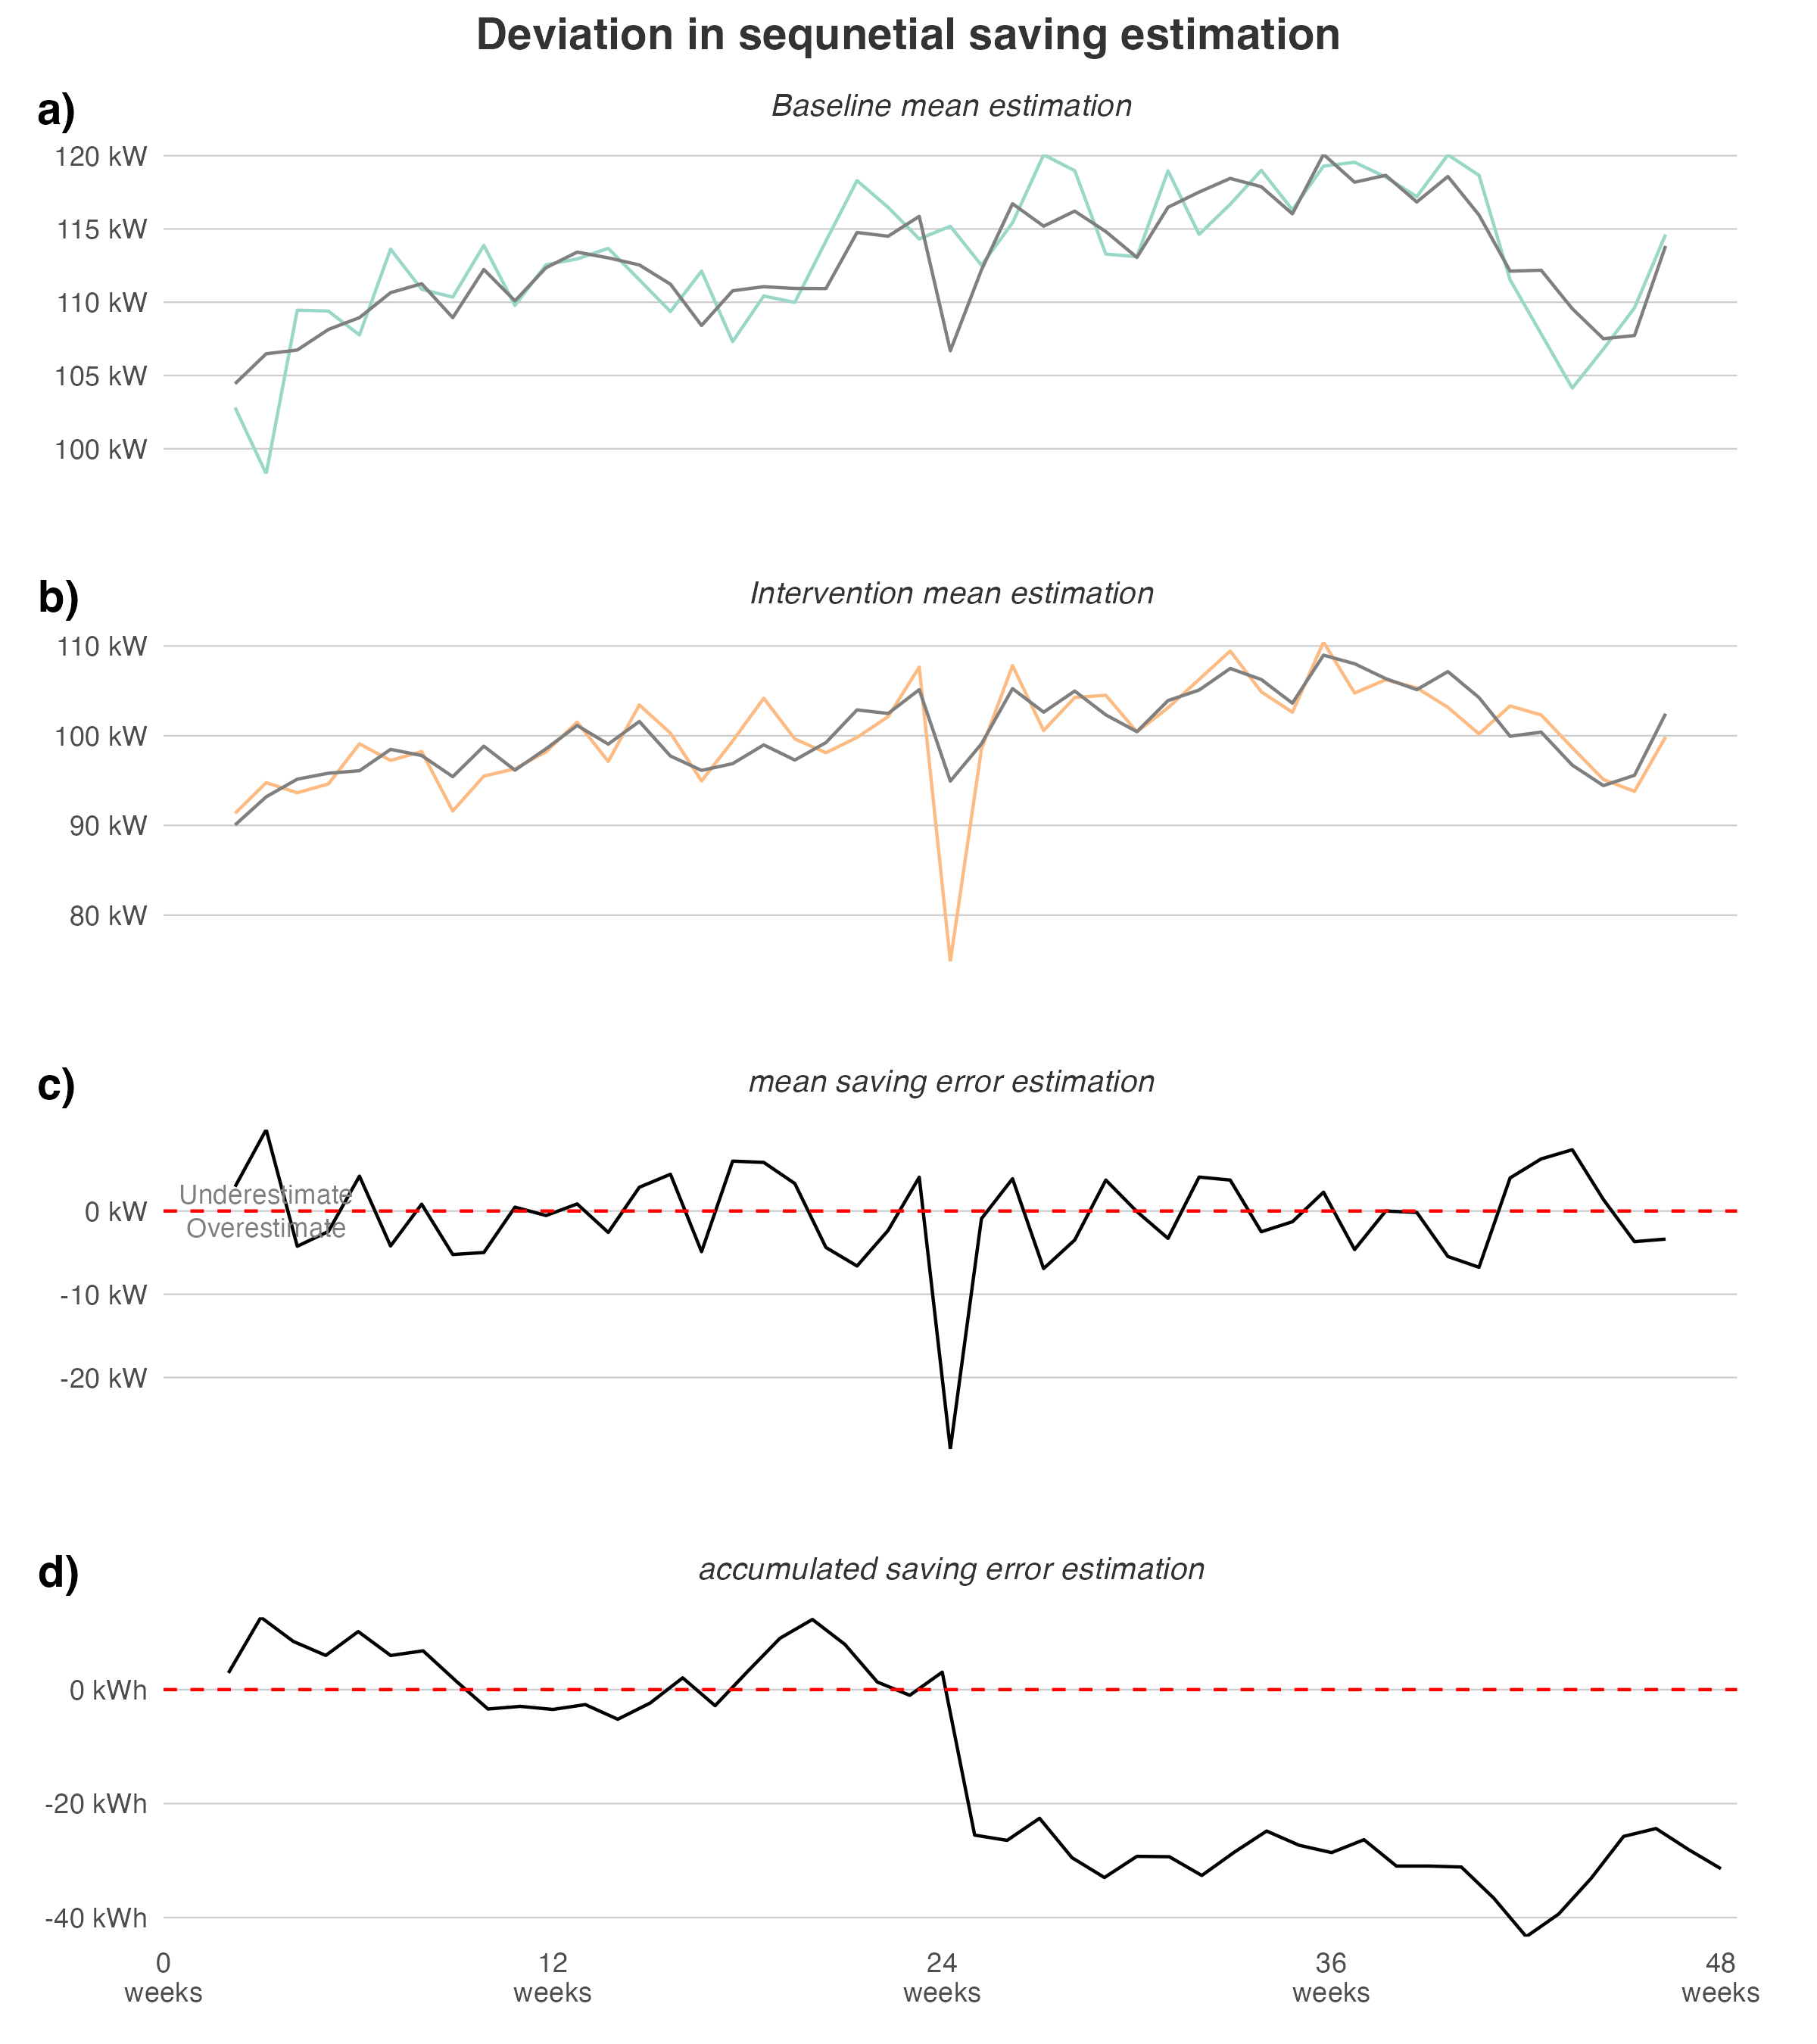 Deviation in sequnetial saving estimation
a)
Baseline mean estimation
120 kW
115 kW
110 kW
105 kW
100 kW
b)
Intervention mean estimation
110 kW
100 kW
90 kW
80 kW
c)
mean saving error estimation
Underestimate
0 kW
Overestimate
-10 kW
-20 kW
d)
accumulated saving error estimation
0 kWh
-20 kWh
-40 kWh
0 12 24 36 48
weeks weeks weeks weeks weeks